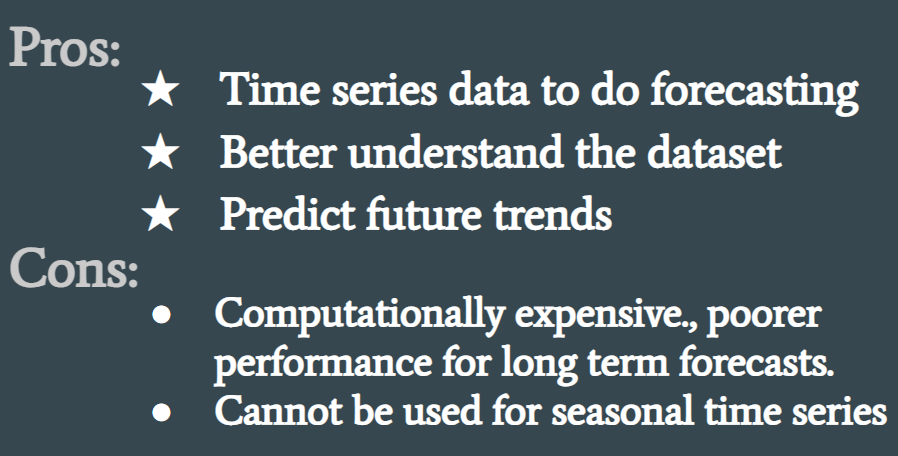 Pros:
★ Time series data to do forecasting
★ Better understand the dataset
★ Predict future trends
Cons:
● Computationally expensive., poorer
performance for long term forecasts.
● Cannot be used for seasonal time series